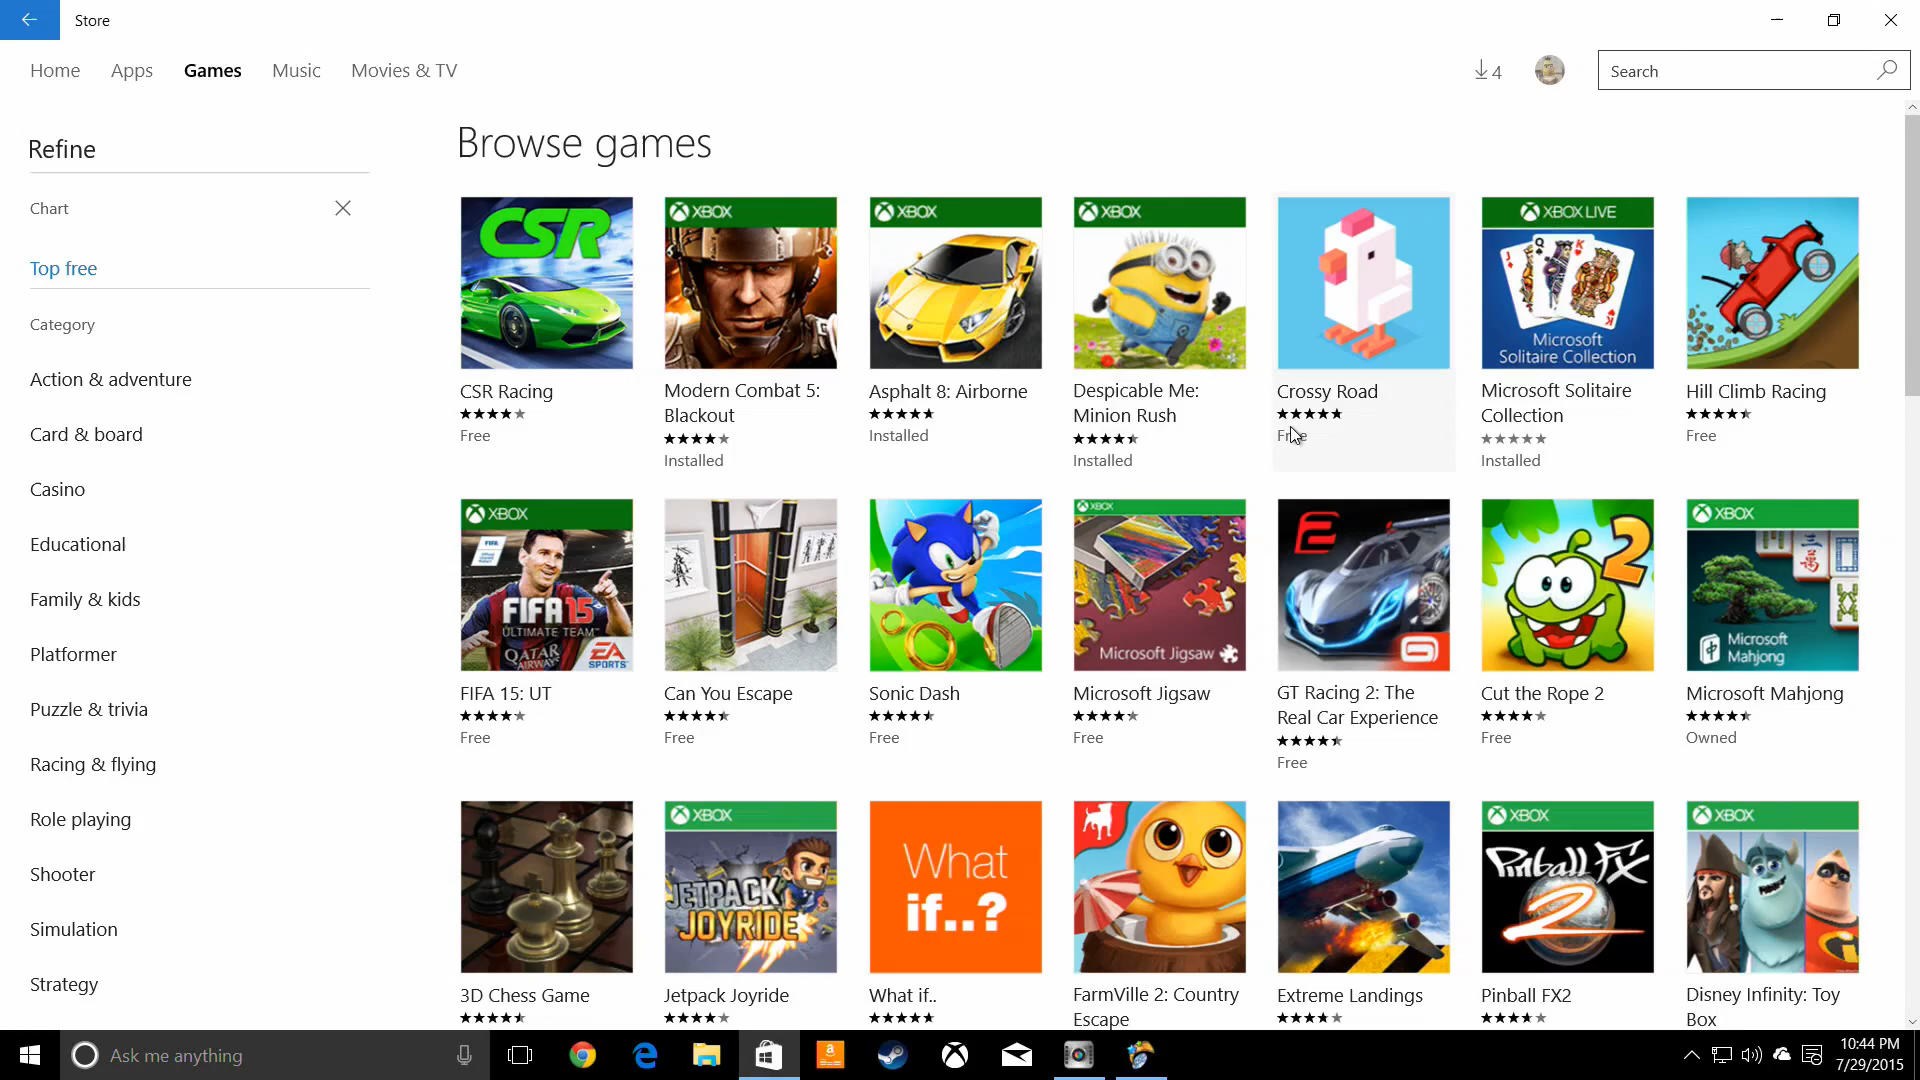 Store
Home Apps Games Music Movies & TV
4
Search
Refine
Chart
Top free
Category
Action & adventure
Card & board
Casino
Educational
Family & kids
Platformer
Puzzle & trivia
Racing & flying
Role playing
Shooter
Simulation
Strategy
Browse games
CSR
CSR Racing
Free
XBOX
Modern Combat 5:
Blackout
Installed
XBOX
Asphalt 8: Airborne
Installed
XBOX
Despicable Me:
Minion Rush
Installed
Crossy Road
Free
XBOX LIVE
Microsoft
Solitaire Collection
Microsoft Solitaire
Collection
Installed
Hill Climb Racing
Free
XBOX
FIFA 15
ULTIMATE TEAM
QATAR
AIRWAYS
EA
SPORTS
FIFA 15: UT
Free
Can You Escape
Free
Sonic Dash
Free
XBOX
Microsoft Jigsaw
Microsoft Jigsaw
Free
2
GT Racing 2: The
Real Car Experience
Free
2
Cut the Rope 2
Free
XBOX
Microsoft
Mahjong
Microsoft Mahjong
Owned
3D Chess Game
XBOX
JETPACK
JOYRIDE
Jetpack Joyride
What
if..?
What if..
FarmVille 2: Country
Escape
Extreme Landings
XBOX
Pinball FX
2
Pinball FX2
XBOX
Disney Infinity: Toy
Box
Ask me anything
10:44 PM
7/29/2015